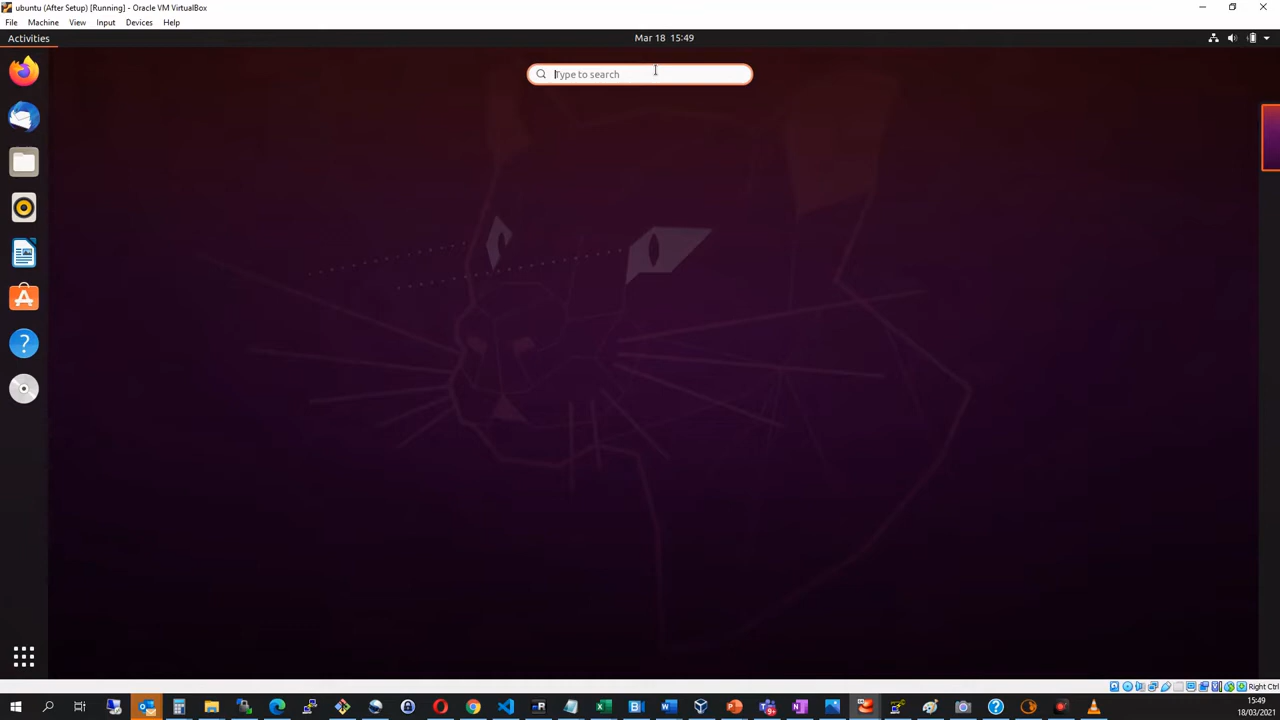 ubuntu (After Setup) [Running] - Oracle VM VirtualBox
File Machine View Input Devices Help
Activities
Mar 18 15:49
Type to search
Right Ctrl
15:49
18/03/2021